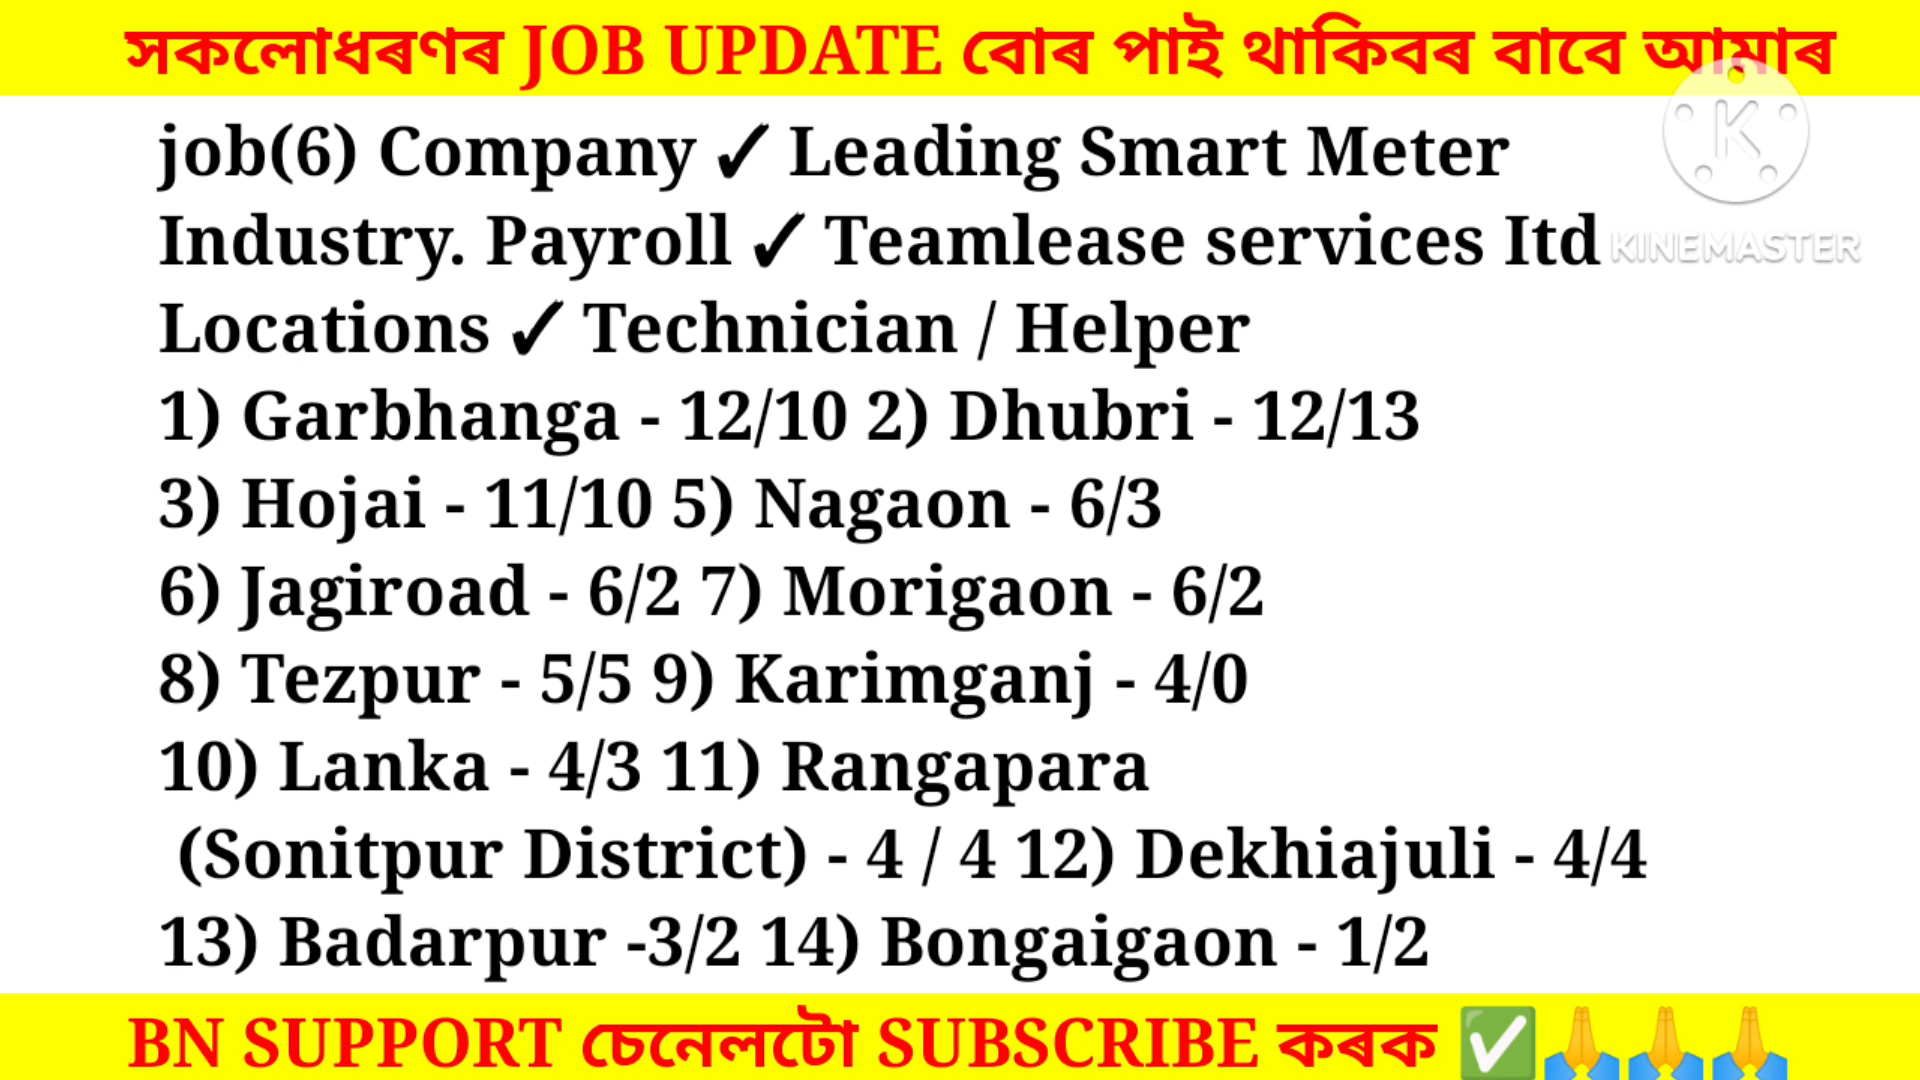 সকলোধৰণৰ JOB UPDATE বোৰ পাই থাকিবৰ বাবে আমাৰ
job(6) Company ✓ Leading Smart Meter
Industry. Payroll ✓ Teamlease services Itd
KINEMASTER
Locations ✓ Technician / Helper
1) Garbhanga - 12/10 2) Dhubri - 12/13
3) Hojai - 11/10 5) Nagaon - 6/3
6) Jagiroad - 6/2 7) Morigaon - 6/2
8) Tezpur - 5/5 9) Karimganj - 4/0
10) Lanka - 4/3 11) Rangapara
(Sonitpur District) - 4 / 4 12) Dekhiajuli - 4/4
13) Badarpur -3/2 14) Bongaigaon - 1/2
BN SUPPORT চেনেলটো SUBSCRIBE কৰক ✅🙏🙏🙏